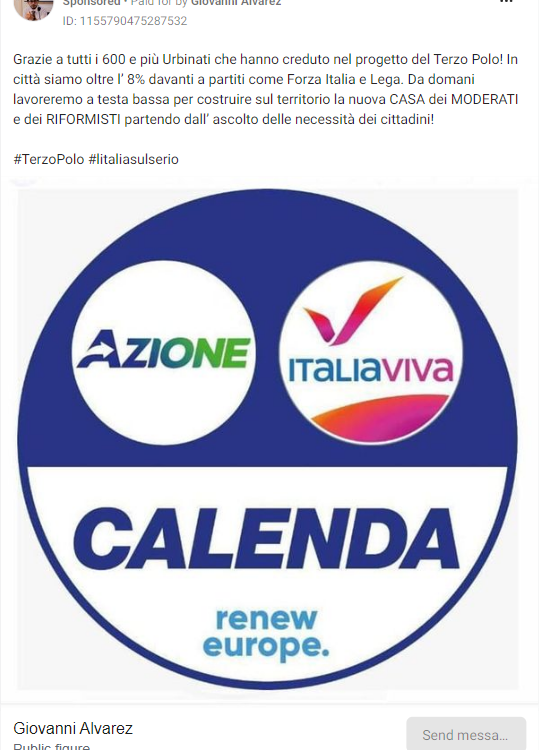 Sponsored • Paid for by Giovanni Alvarez
ID: 1155790475287532
Grazie a tutti i 600 e più Urbinati che hanno creduto nel progetto del Terzo Polo! In
città siamo oltre l' 8% davanti a partiti come Forza Italia e Lega. Da domani
lavoreremo a testa bassa per costruire sul territorio la nuova CASA dei MODERATI
e dei RIFORMISTI partendo dall' ascolto delle necessità dei cittadini!
#TerzoPolo #litaliasulserio
AZIONE
ITALIAVIVA
CALENDA
renew
europe.
Giovanni Alvarez
Public figure
Send messa...